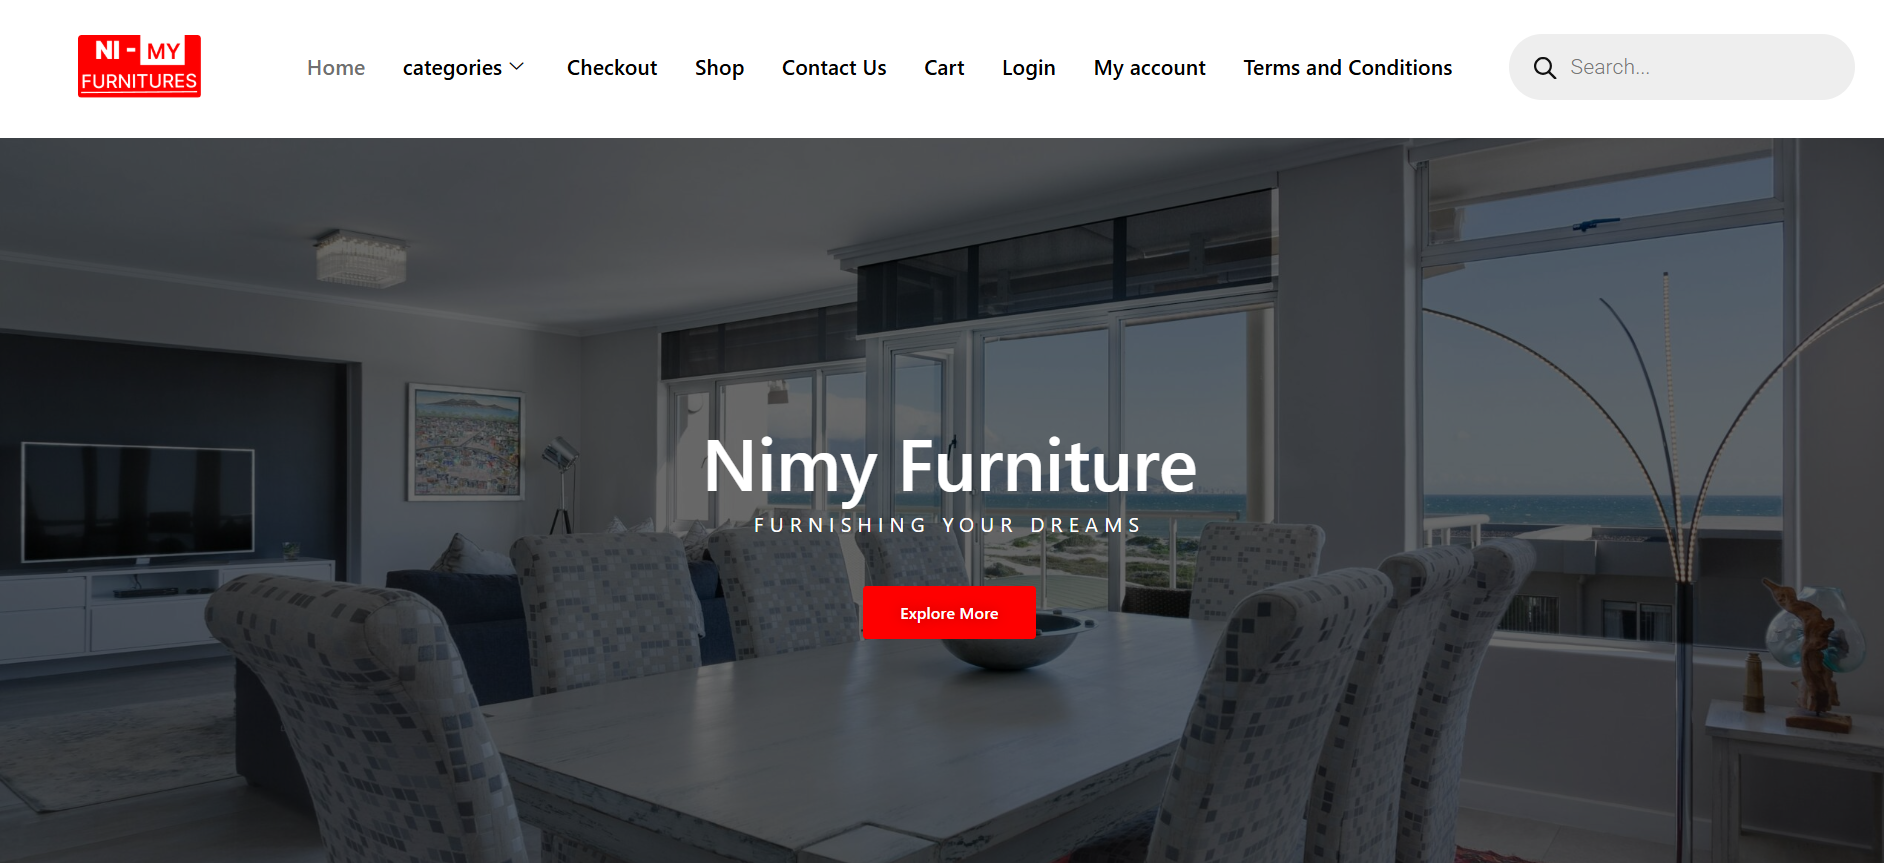 NI - MY
FURNITURES
Home categories Checkout Shop Contact Us Cart Login My account Terms and Conditions Search...
Nimy Furniture
FURNISHING YOUR DREAMS
Explore More